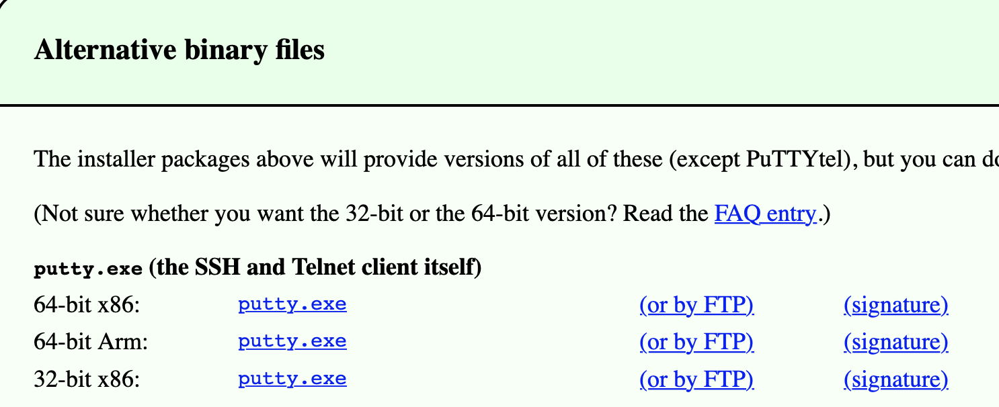 Alternative binary files
The installer packages above will provide versions of all of these (except PuTTYtel), but you can
(Not sure whether you want the 32-bit or the 64-bit version? Read the FAQ entry.)
putty.exe (the SSH and Telnet client itself)
64-bit x86: putty.exe (or by FTP) (signature)
64-bit Arm: putty.exe (or by FTP) (signature)
32-bit x86: putty.exe (or by FTP) (signature)